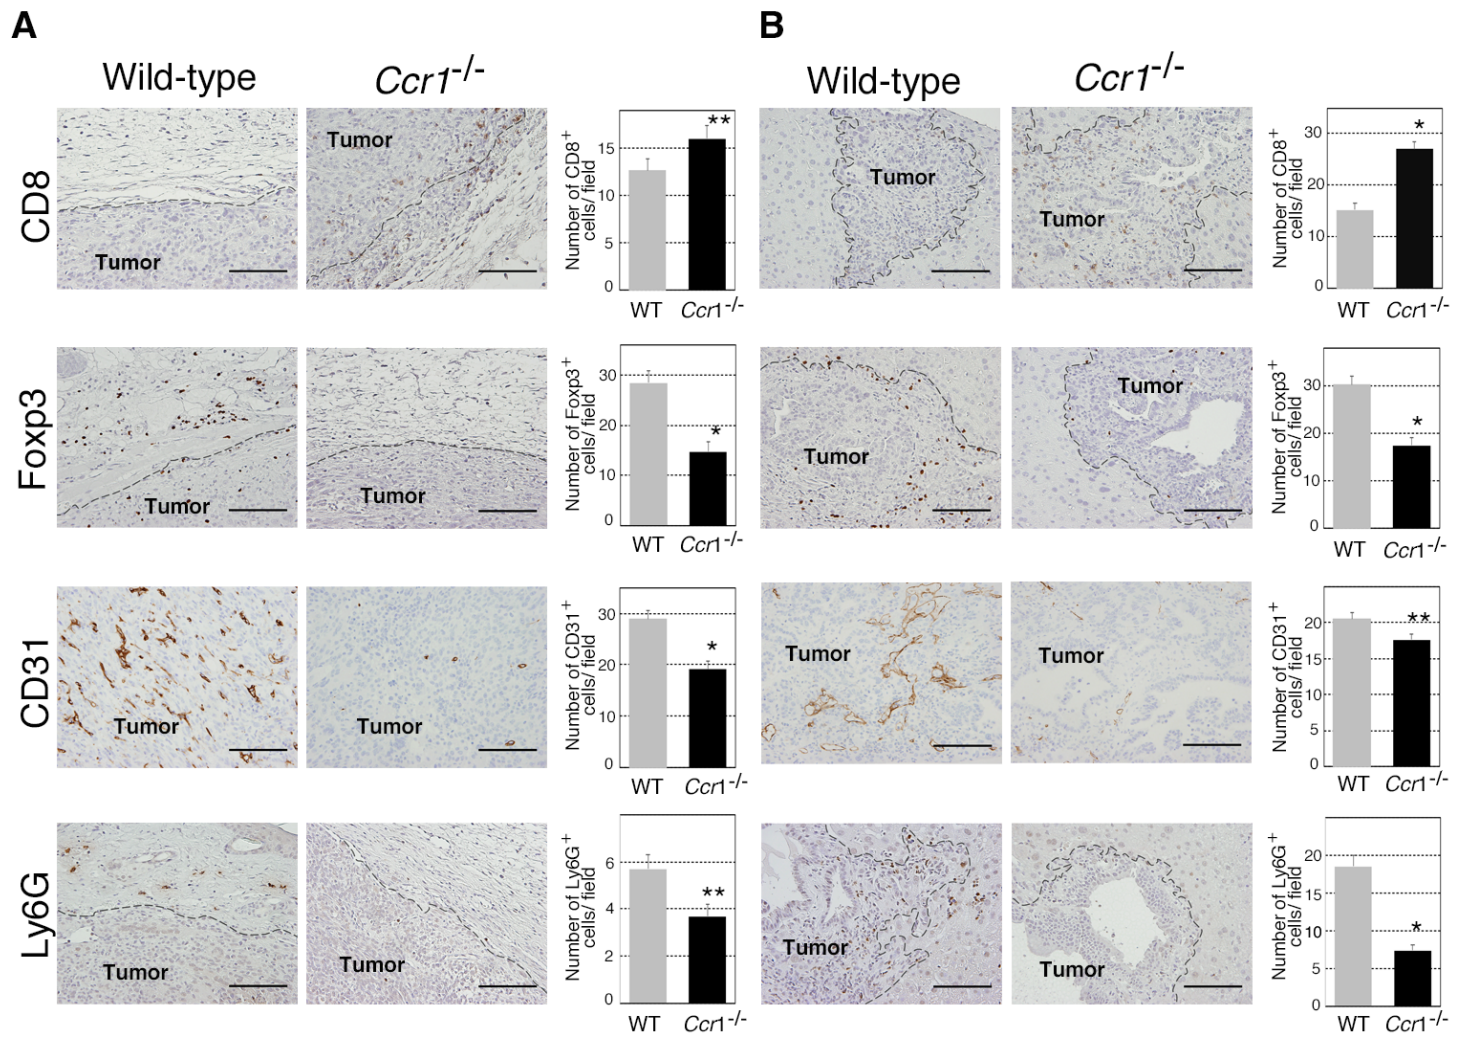 A
B
Wild-type
Ccr1-/-
Wild-type
Ccr1-/-
CD8
Tumor
Tumor
Number of CD8+
cells/ field
15
10
5
0
WT
Ccr1-/-
Tumor
Tumor
Number of CD8+
cells/ field
30
20
10
0
WT
Ccr1-/-
**
*
Foxp3
Tumor
Tumor
Number of Foxp3+
cells/ field
30
20
10
0
WT
Ccr1-/-
*
Tumor
Tumor
Number of Foxp3+
cells/ field
30
20
10
0
WT
Ccr1-/-
*
CD31
Tumor
Tumor
Number of CD31+
cells/ field
30
20
10
0
WT
Ccr1-/-
*
Tumor
Tumor
Number of CD31+
cells/ field
20
15
10
5
0
WT
Ccr1-/-
**
Ly6G
Tumor
Tumor
Number of Ly6G+
cells/ field
6
4
2
0
WT
Ccr1-/-
**
Tumor
Tumor
Number of Ly6G+
cells/ field
20
15
10
5
0
WT
Ccr1-/-
*